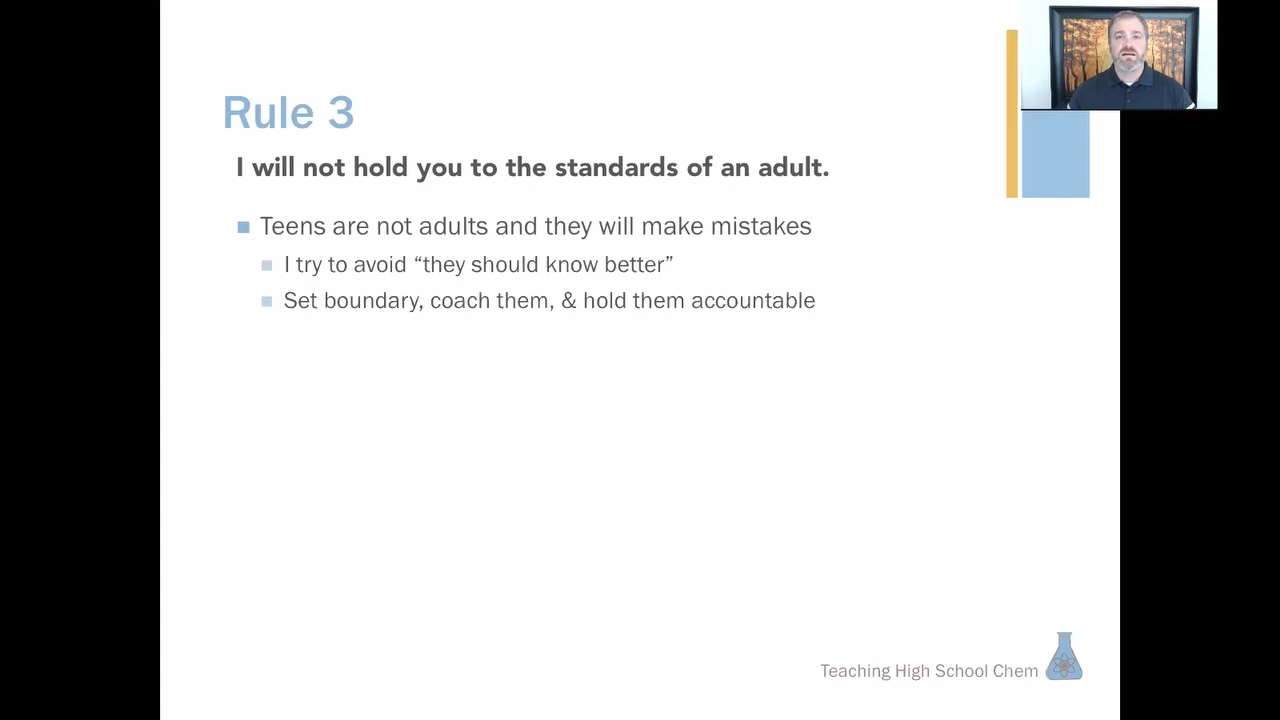 Rule 3
I will not hold you to the standards of an adult.
Teens are not adults and they will make mistakes
I try to avoid “they should know better”
Set boundary, coach them, & hold them accountable
Teaching High School Chem